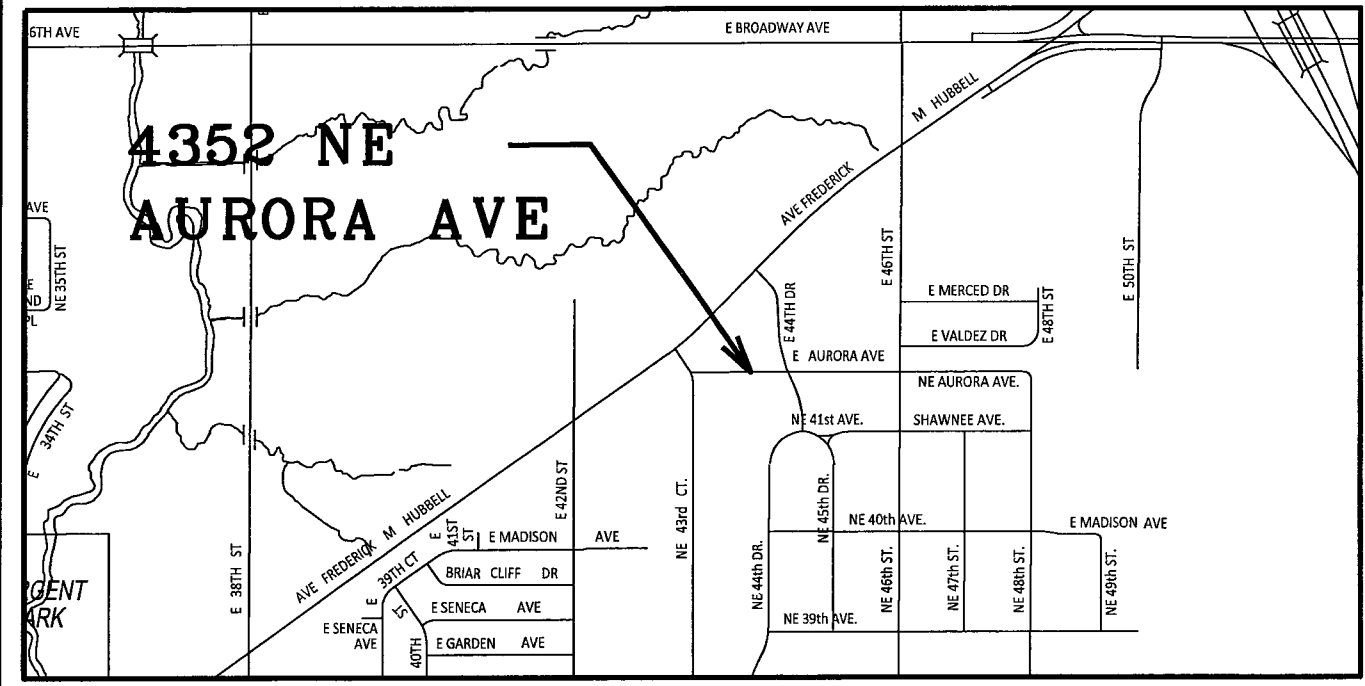 6TH AVE
E BROADWAY AVE
M HUBBELL
4352 NE
AURORA AVE
AVE FREDERICK
AVE
NE 35TH ST
E
ND
PL
E 46TH ST
E 50TH ST
E 44TH DR
E MERCED DR
E 48TH ST
E VALDEZ DR
E AURORA AVE
NE AURORA AVE.
E 34TH ST
NE 41st AVE.
SHAWNEE AVE.
E 42ND ST
NE 43rd CT.
NE 45th DR.
AVE FREDERICK M HUBBELL
E 41ST ST
E MADISON AVE
NE 40th AVE.
E MADISON AVE
E 38TH ST
E 39TH CT
BRIAR CLIFF DR
NE 44th DR.
NE 46th ST.
NE 47th ST.
NE 48th ST.
NE 49th ST.
RGENT
ARK
E SENECA AVE
E SENECA
AVE
40TH ST
E GARDEN AVE
NE 39th AVE.